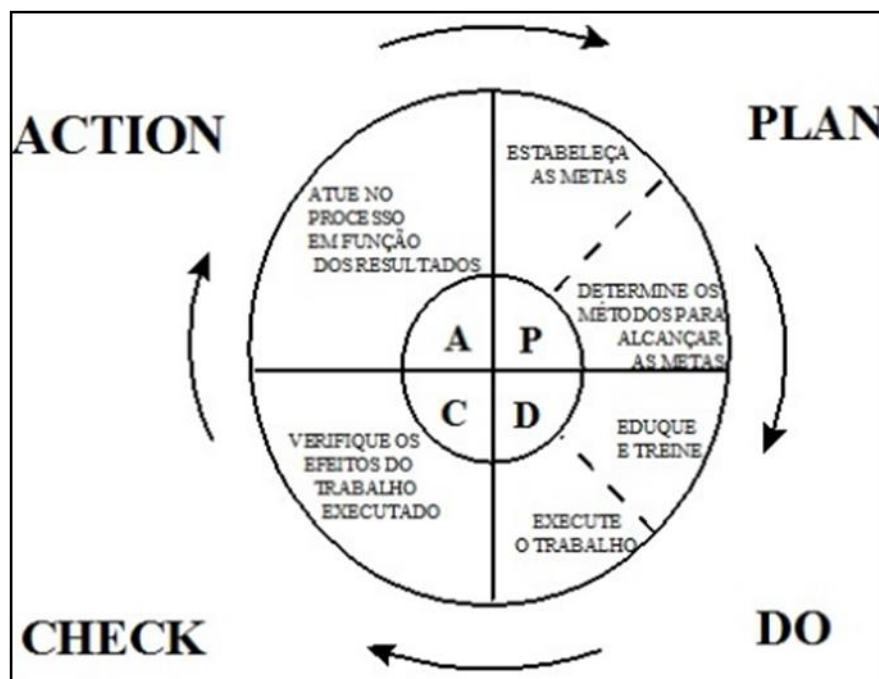 ACTION
PLAN
ESTABELEÇA
AS METAS
ATUE NO
PROCESSO
EM FUNÇÃO
DOS RESULTADOS
DETERMINE OS
MÉTODOS PARA
ALCANÇAR
AS METAS
A
P
C
D
VERIFIQUE OS
EFEITOS DO
TRABALHO
EXECUTADO
EDUQUE
E TREINE
EXECUTE
O TRABALHO
CHECK
DO